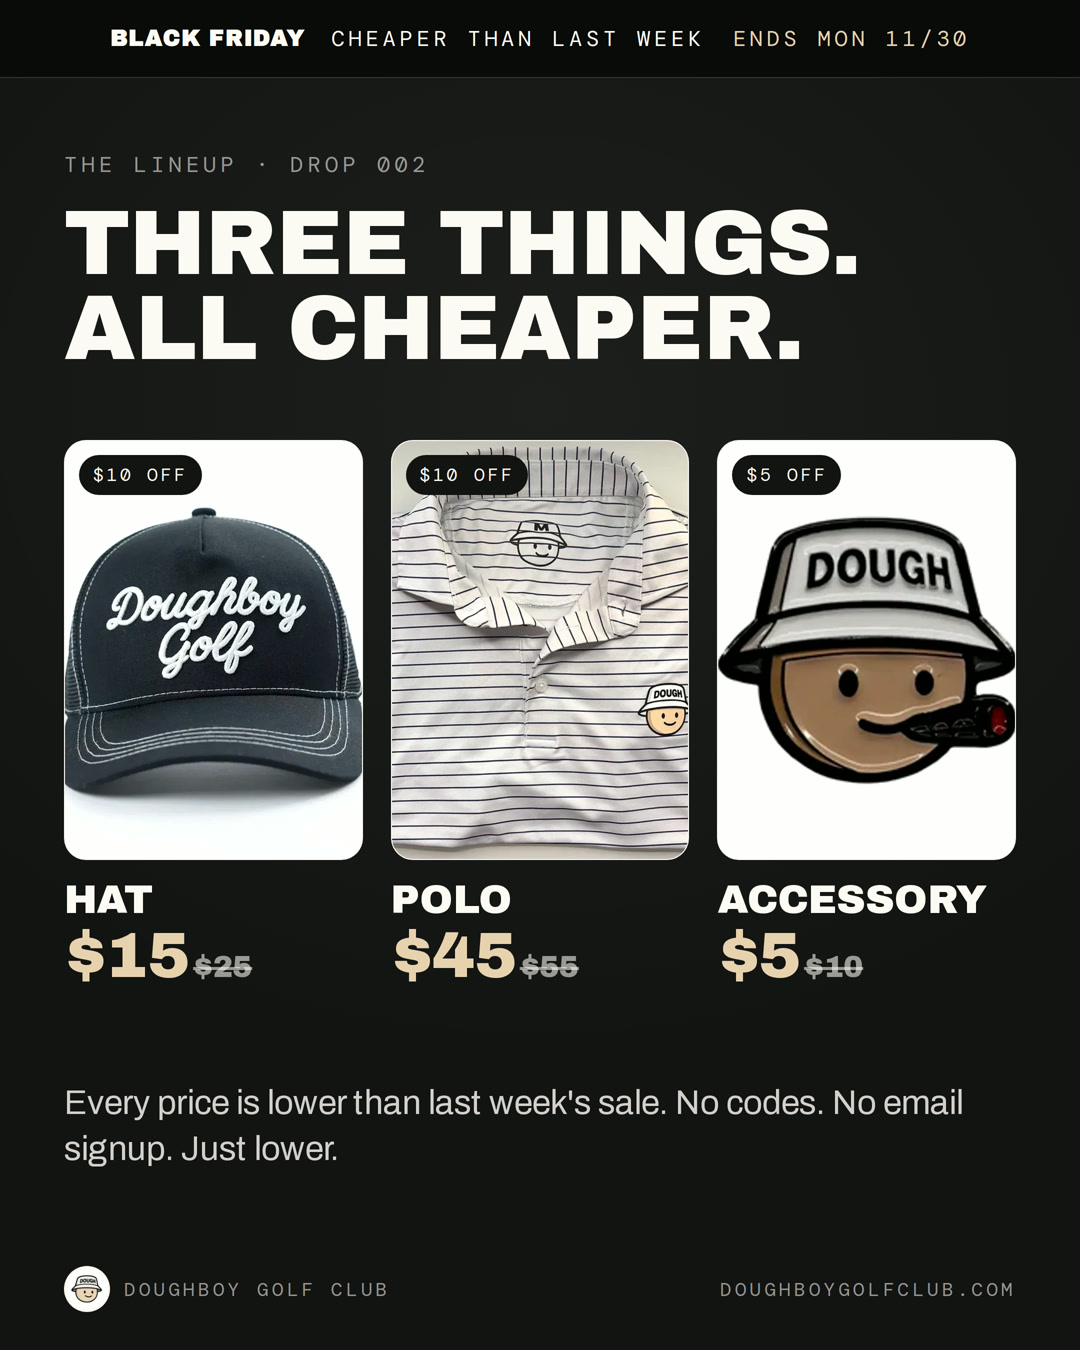 BLACK FRIDAY CHEAPER THAN LAST WEEK ENDS MON 11/30
THE LINEUP · DROP 002
THREE THINGS.
ALL CHEAPER.
$10 OFF
Doughboy
Golf
$10 OFF
M
DOUGH
$5 OFF
DOUGH
HAT
$15 $25
POLO
$45 $55
ACCESSORY
$5 $10
Every price is lower than last week's sale. No codes. No email
signup. Just lower.
DOUGH
DOUGHBOY GOLF CLUB
DOUGHBOYGOLFCLUB.COM